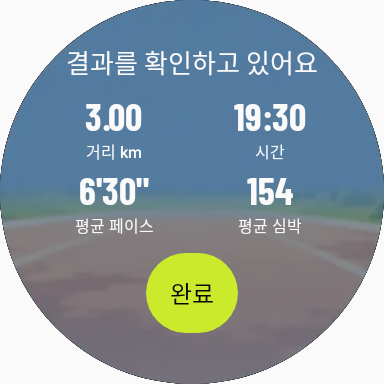 결과를 확인하고 있어요
3.00 19:30
거리 km 시간
6'30" 154
평균 페이스 평균 심박
완료